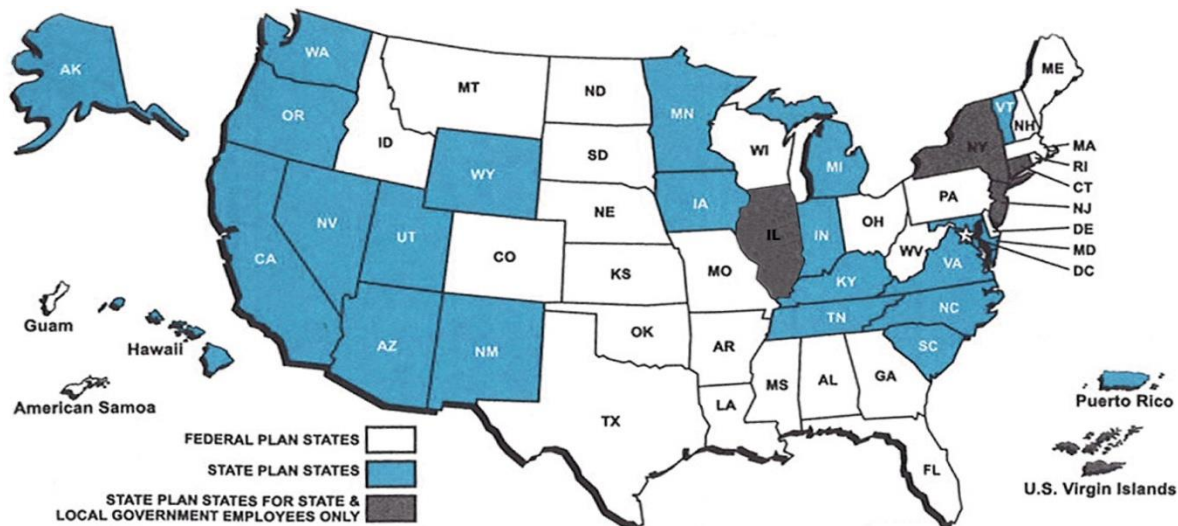 AK
WA
MT
ND
MN
ME
VT
NH
OR
ID
SD
WI
MI
NY
MA
RI
CT
NJ
WY
IA
PA
DE
MD
DC
NV
UT
NE
IL
IN
OH
WV
VA
CA
CO
KS
MO
KY
NC
TN
SC
AZ
NM
OK
AR
MS
AL
GA
TX
LA
FL
Guam
Hawaii
American Samoa
Puerto Rico
U.S. Virgin Islands
FEDERAL PLAN STATES
STATE PLAN STATES
STATE PLAN STATES FOR STATE &
LOCAL GOVERNMENT EMPLOYEES ONLY